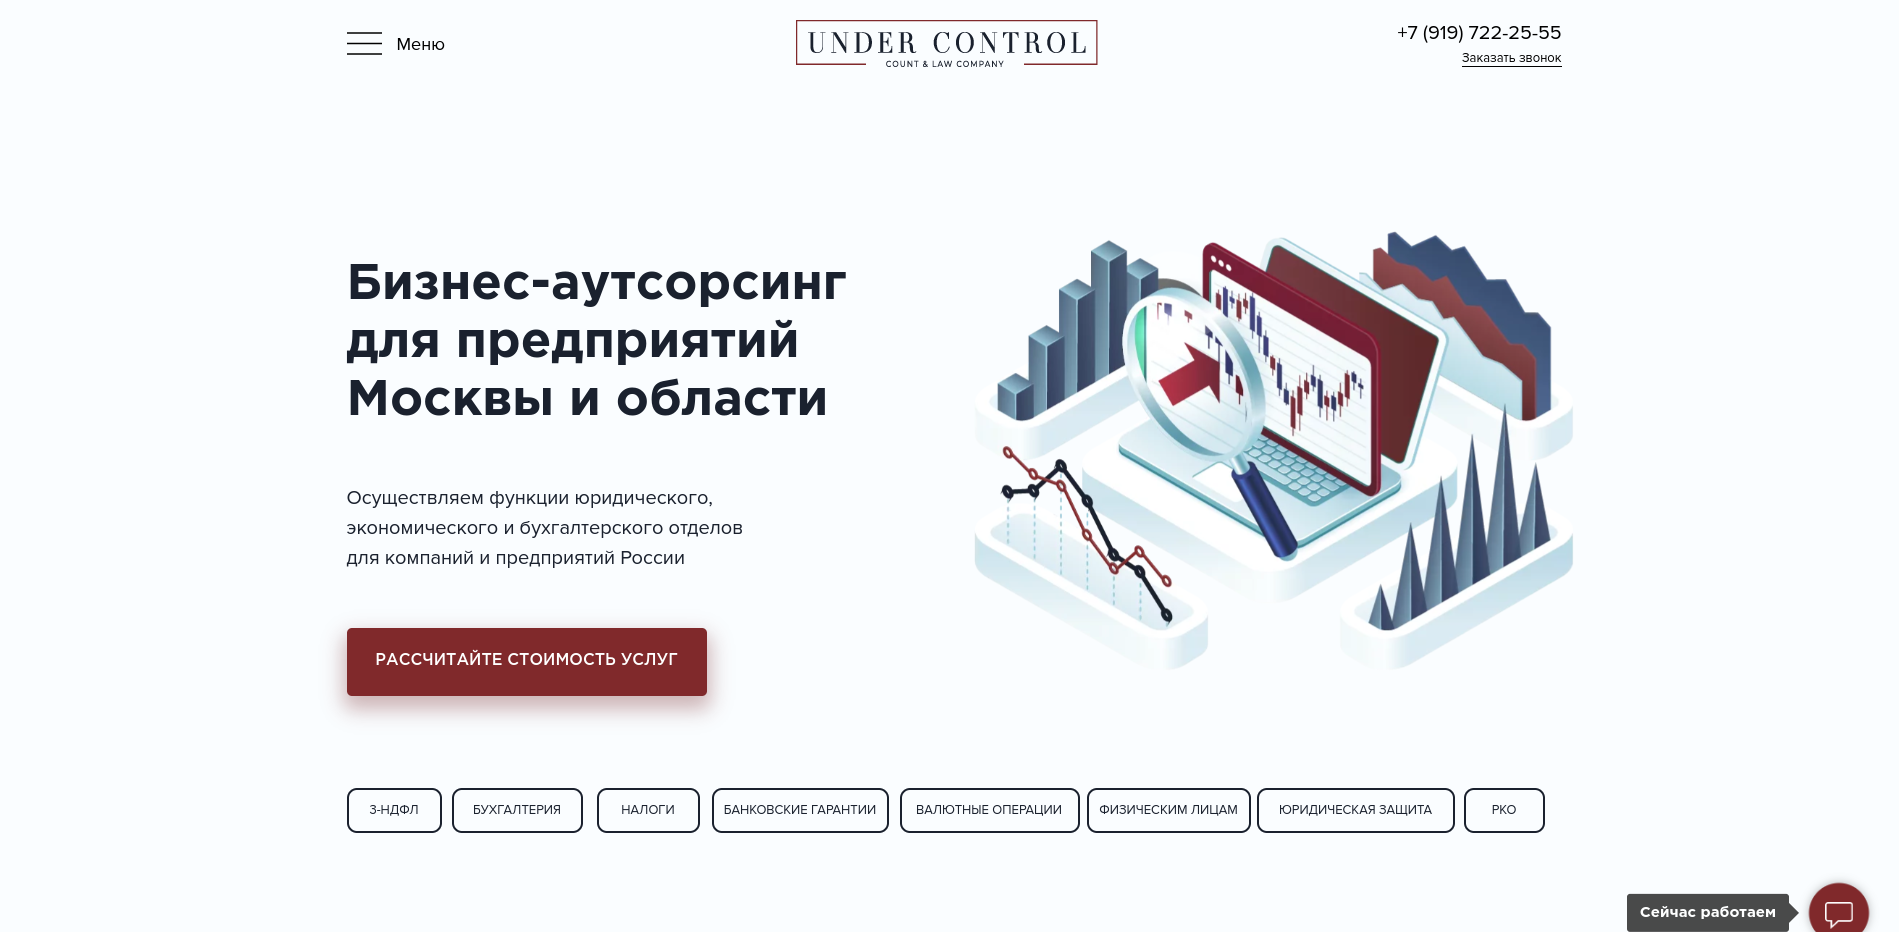 Меню
UNDER CONTROL
COUNT & LAW COMPANY
+7 (919) 722-25-55
Заказать звонок
Бизнес-аутсорсинг
для предприятий
Москвы и области
Осуществляем функции юридического,
экономического и бухгалтерского отделов
для компаний и предприятий России
РАССЧИТАЙТЕ СТОИМОСТЬ УСЛУГ
3-НДФЛ
БУХГАЛТЕРИЯ
НАЛОГИ
БАНКОВСКИЕ ГАРАНТИИ
ВАЛЮТНЫЕ ОПЕРАЦИИ
ФИЗИЧЕСКИМ ЛИЦАМ
ЮРИДИЧЕСКАЯ ЗАЩИТА
РКО
Сейчас работаем